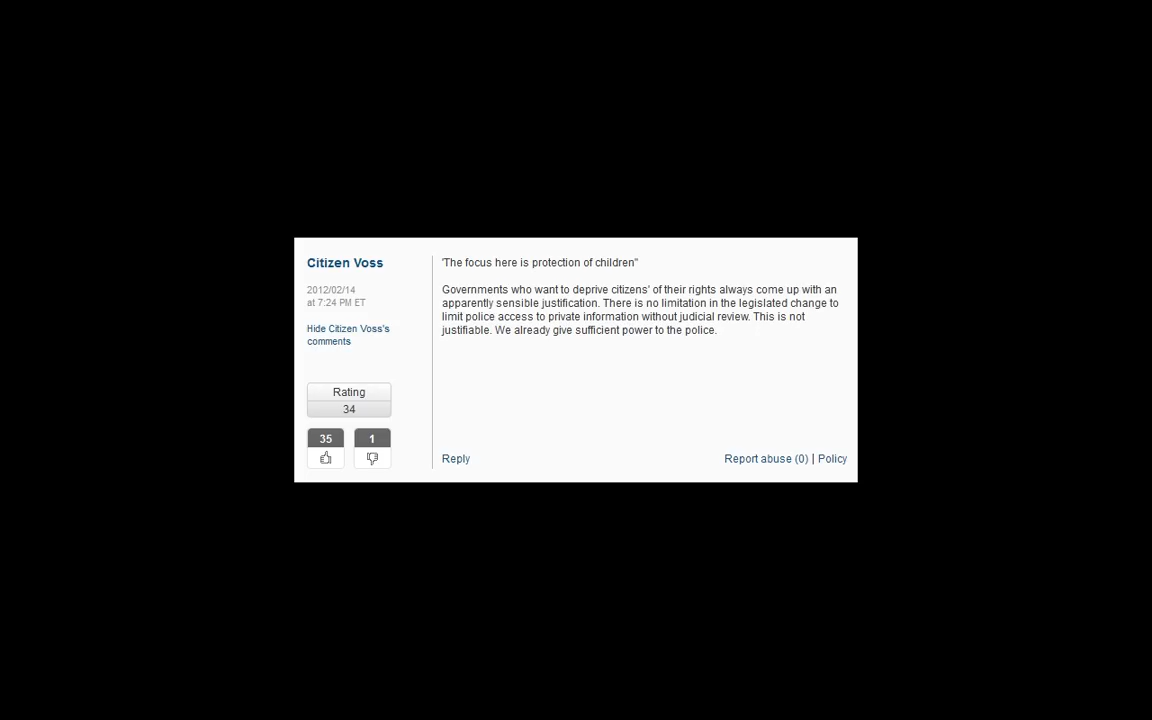 Citizen Voss
2012/02/14
at 7:24 PM ET
Hide Citizen Voss's
comments
Rating
34
35
1
'The focus here is protection of children"
Governments who want to deprive citizens' of their rights always come up with an
apparently sensible justification. There is no limitation in the legislated change to
limit police access to private information without judicial review. This is not
justifiable. We already give sufficient power to the police.
Reply
Report abuse (0) | Policy